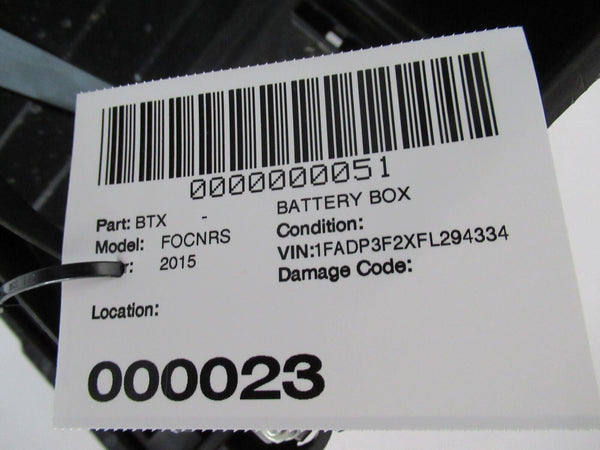 0000000051
Part: BTX -
BATTERY BOX
Model: FOCNRS
Condition:
r: 2015
VIN:1FADP3F2XFL294334
Damage Code:
Location:
000023